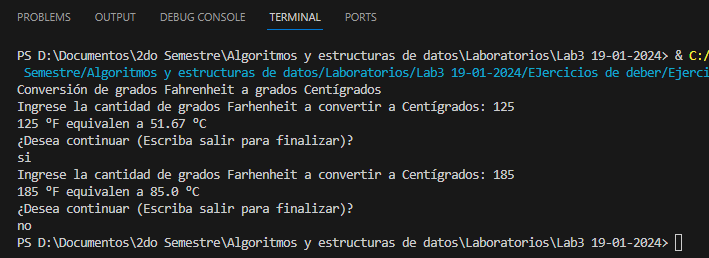 PROBLEMS OUTPUT DEBUG CONSOLE TERMINAL PORTS
PS D:\Documentos\2do Semestre\Algoritmos y estructuras de datos\Laboratorios\Lab3 19-01-2024> & C:/
Semestre/Algoritmos y estructuras de datos/Laboratorios/Lab3 19-01-2024/EJercicios de deber/Ejerci
Conversión de grados Fahrenheit a grados Centígrados
Ingrese la cantidad de grados Farhenheit a convertir a Centígrados: 125
125 ºF equivalen a 51.67 ºC
¿Desea continuar (Escriba salir para finalizar)?
si
Ingrese la cantidad de grados Farhenheit a convertir a Centígrados: 185
185 ºF equivalen a 85.0 ºC
¿Desea continuar (Escriba salir para finalizar)?
no
PS D:\Documentos\2do Semestre\Algoritmos y estructuras de datos\Laboratorios\Lab3 19-01-2024>